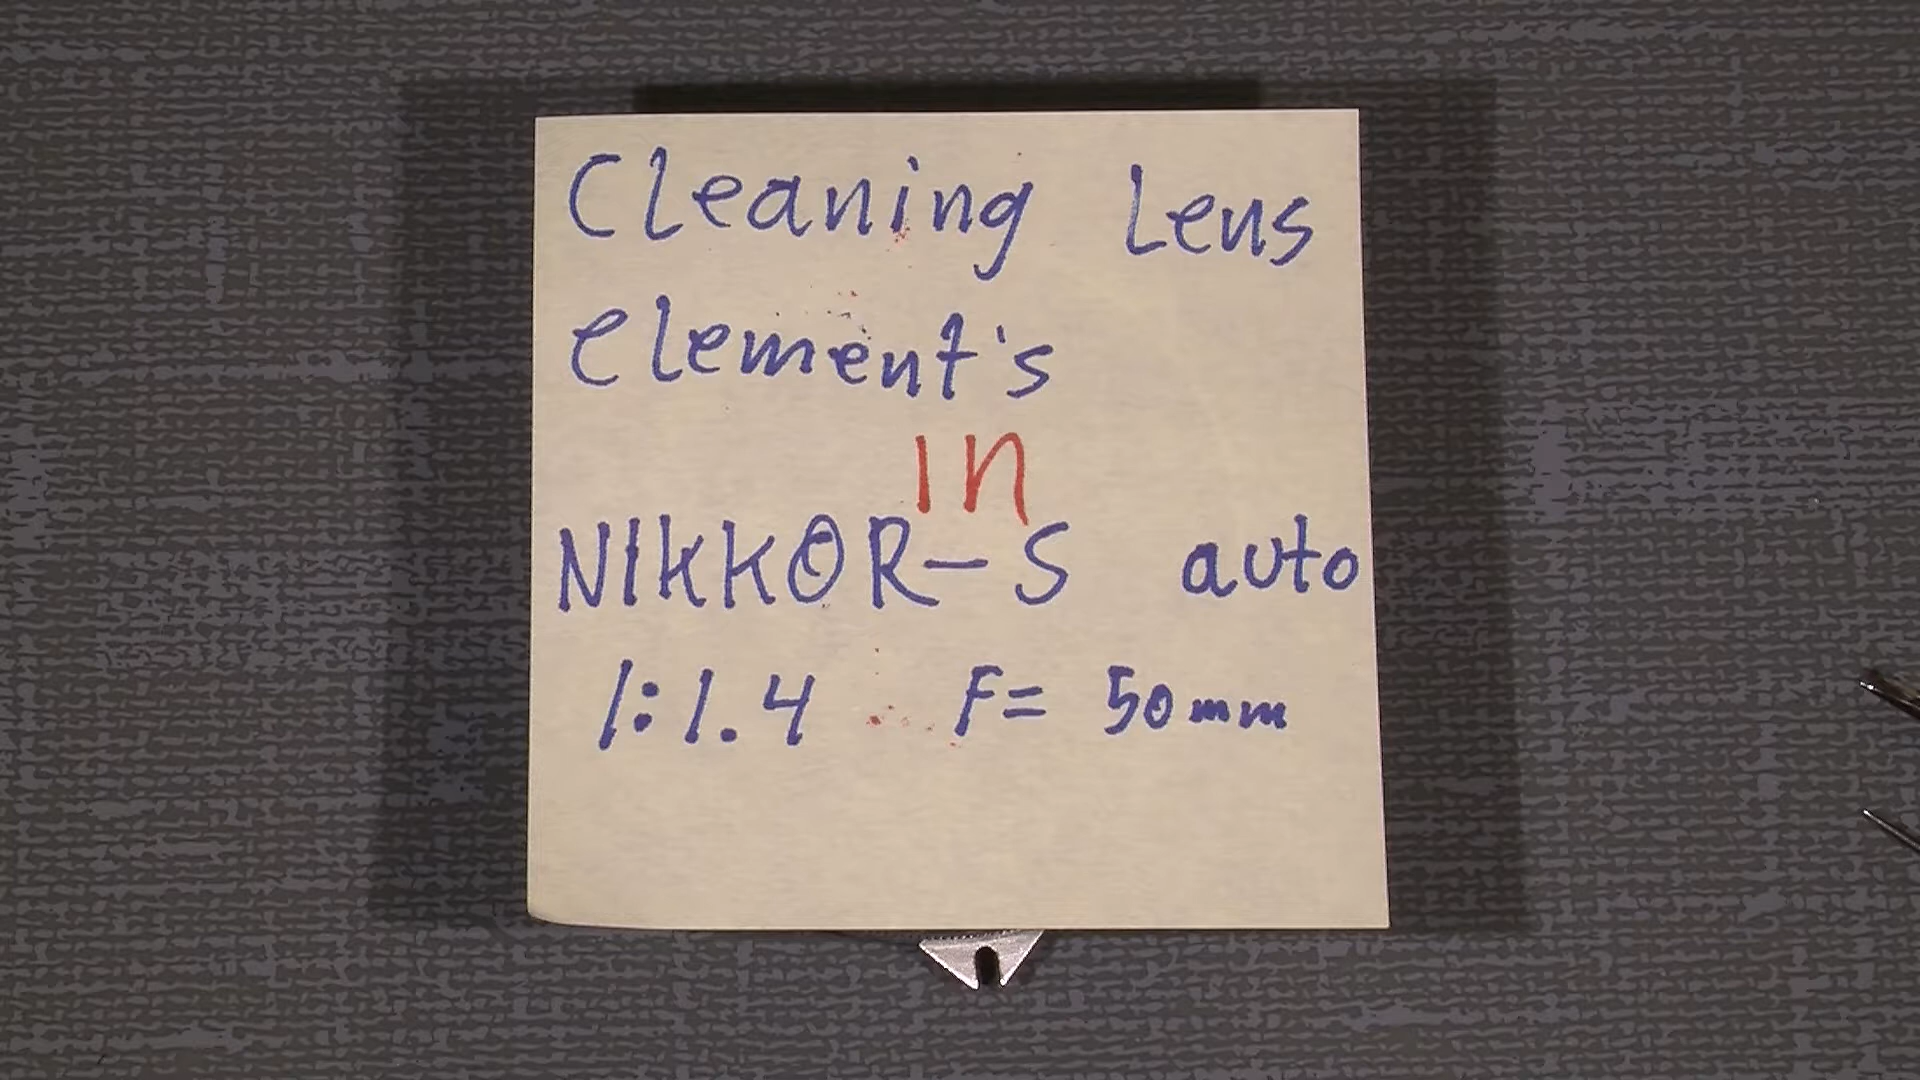 Cleaning Lens
element's
in
NIKKOR-S auto
1:1.4 F= 50mm